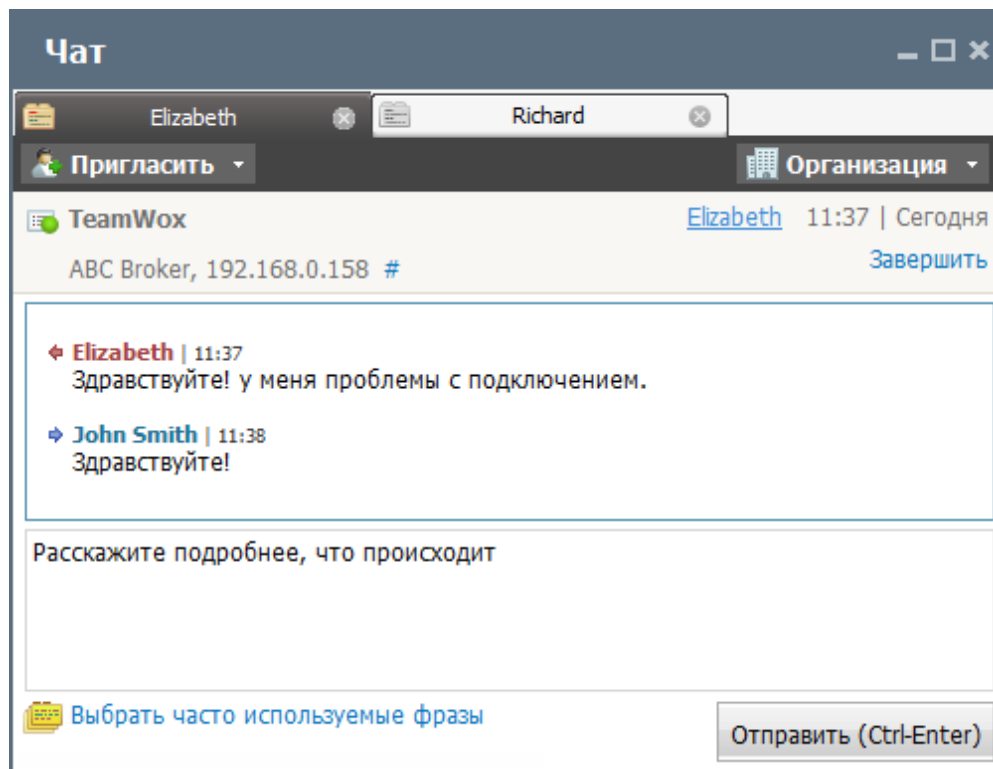 Чат
Elizabeth Richard
Пригласить Организация
TeamWox Elizabeth 11:37 | Сегодня
ABC Broker, 192.168.0.158 # Завершить
Elizabeth | 11:37
Здравствуйте! у меня проблемы с подключением.
John Smith | 11:38
Здравствуйте!
Расскажите подробнее, что происходит
Выбрать часто используемые фразы
Отправить (Ctrl-Enter)